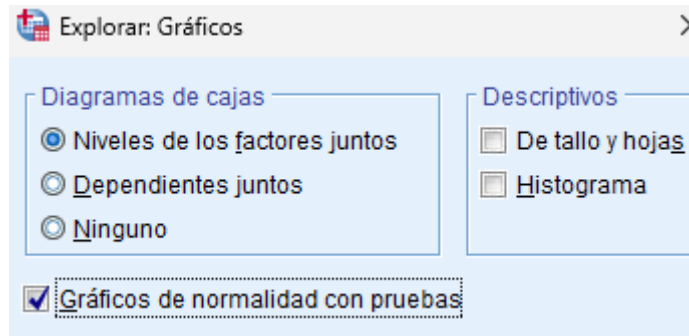 Explorar: Gráficos
Diagramas de cajas
Niveles de los factores juntos
Dependientes juntos
Ninguno
Descriptivos
De tallo y hojas
Histograma
Gráficos de normalidad con pruebas